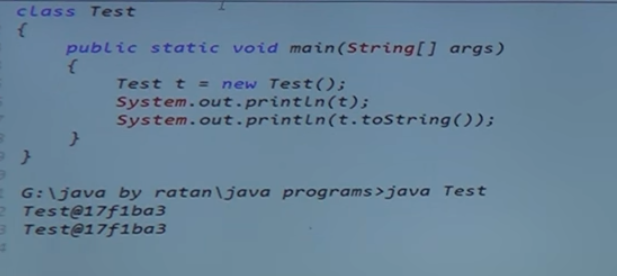 class Test
{
public static void main(String[] args)
{
Test t = new Test();
System.out.println(t);
System.out.println(t.toString());
}
}
G:\java by ratan\java programs>java Test
Test@17f1ba3
Test@17f1ba3